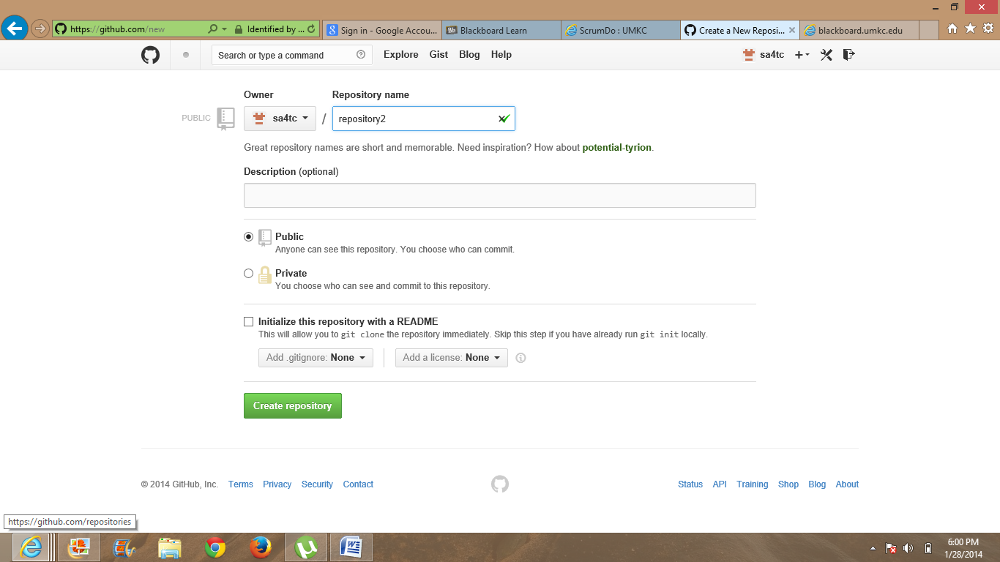 https://github.com/new
Identified by ...
Sign in - Google Accou...
Bb Blackboard Learn
ScrumDo : UMKC
Create a New Reposi...
blackboard.umkc.edu
Search or type a command
Explore Gist Blog Help
sa4tc
Owner Repository name
PUBLIC
sa4tc / repository2
Great repository names are short and memorable. Need inspiration? How about potential-tyrion.
Description (optional)
Public
Anyone can see this repository. You choose who can commit.
Private
You choose who can see and commit to this repository.
Initialize this repository with a README
This will allow you to git clone the repository immediately. Skip this step if you have already run git init locally.
Add .gitignore: None Add a license: None
Create repository
© 2014 GitHub, Inc. Terms Privacy Security Contact
Status API Training Shop Blog About
https://github.com/repositories
6:00 PM
1/28/2014